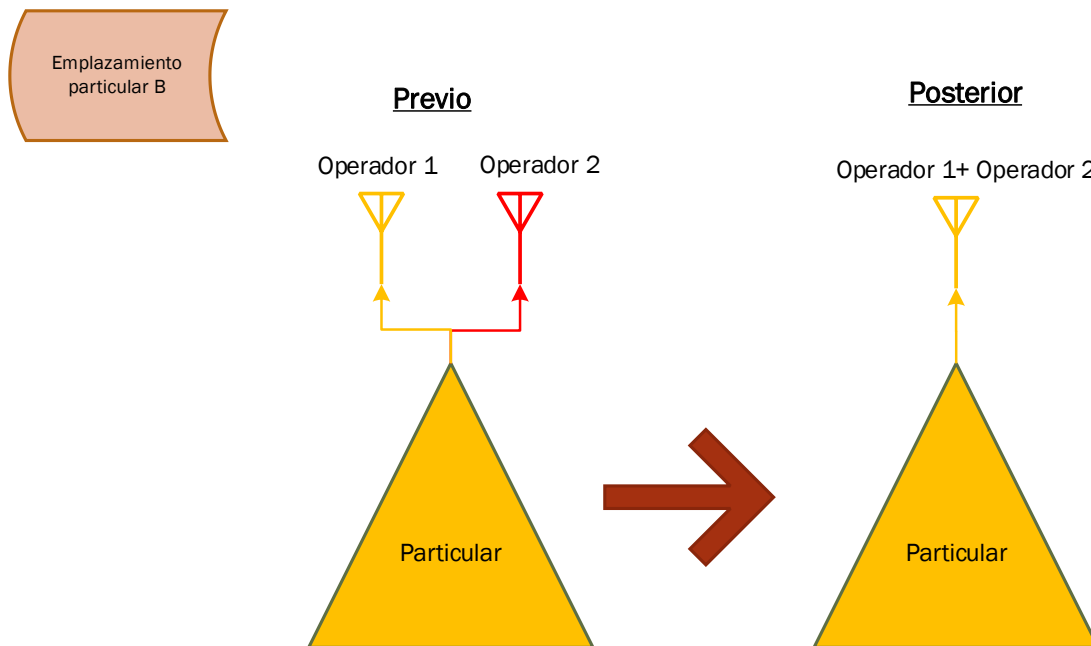 Emplazamiento
particular B
Previo
Posterior
Operador 1
Operador 2
Operador 1+ Operador 2
Particular
Particular